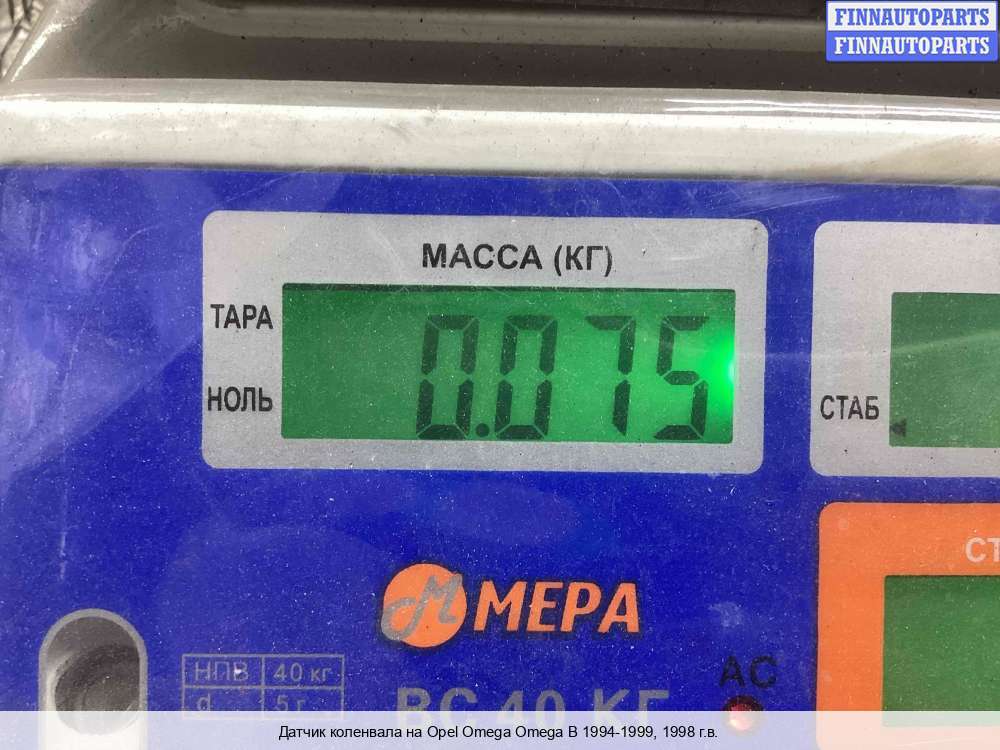 FINNAUTOPARTS
FINNAUTOPARTS
МАССА (КГ)
ТАРА
0.075
НОЛЬ
СТАБ
СТ
МЕРА
АС
НПВ 40 кг
d 5 г
ВС 40 КГ
Датчик коленвала на Opel Omega Omega B 1994-1999, 1998 г.в.